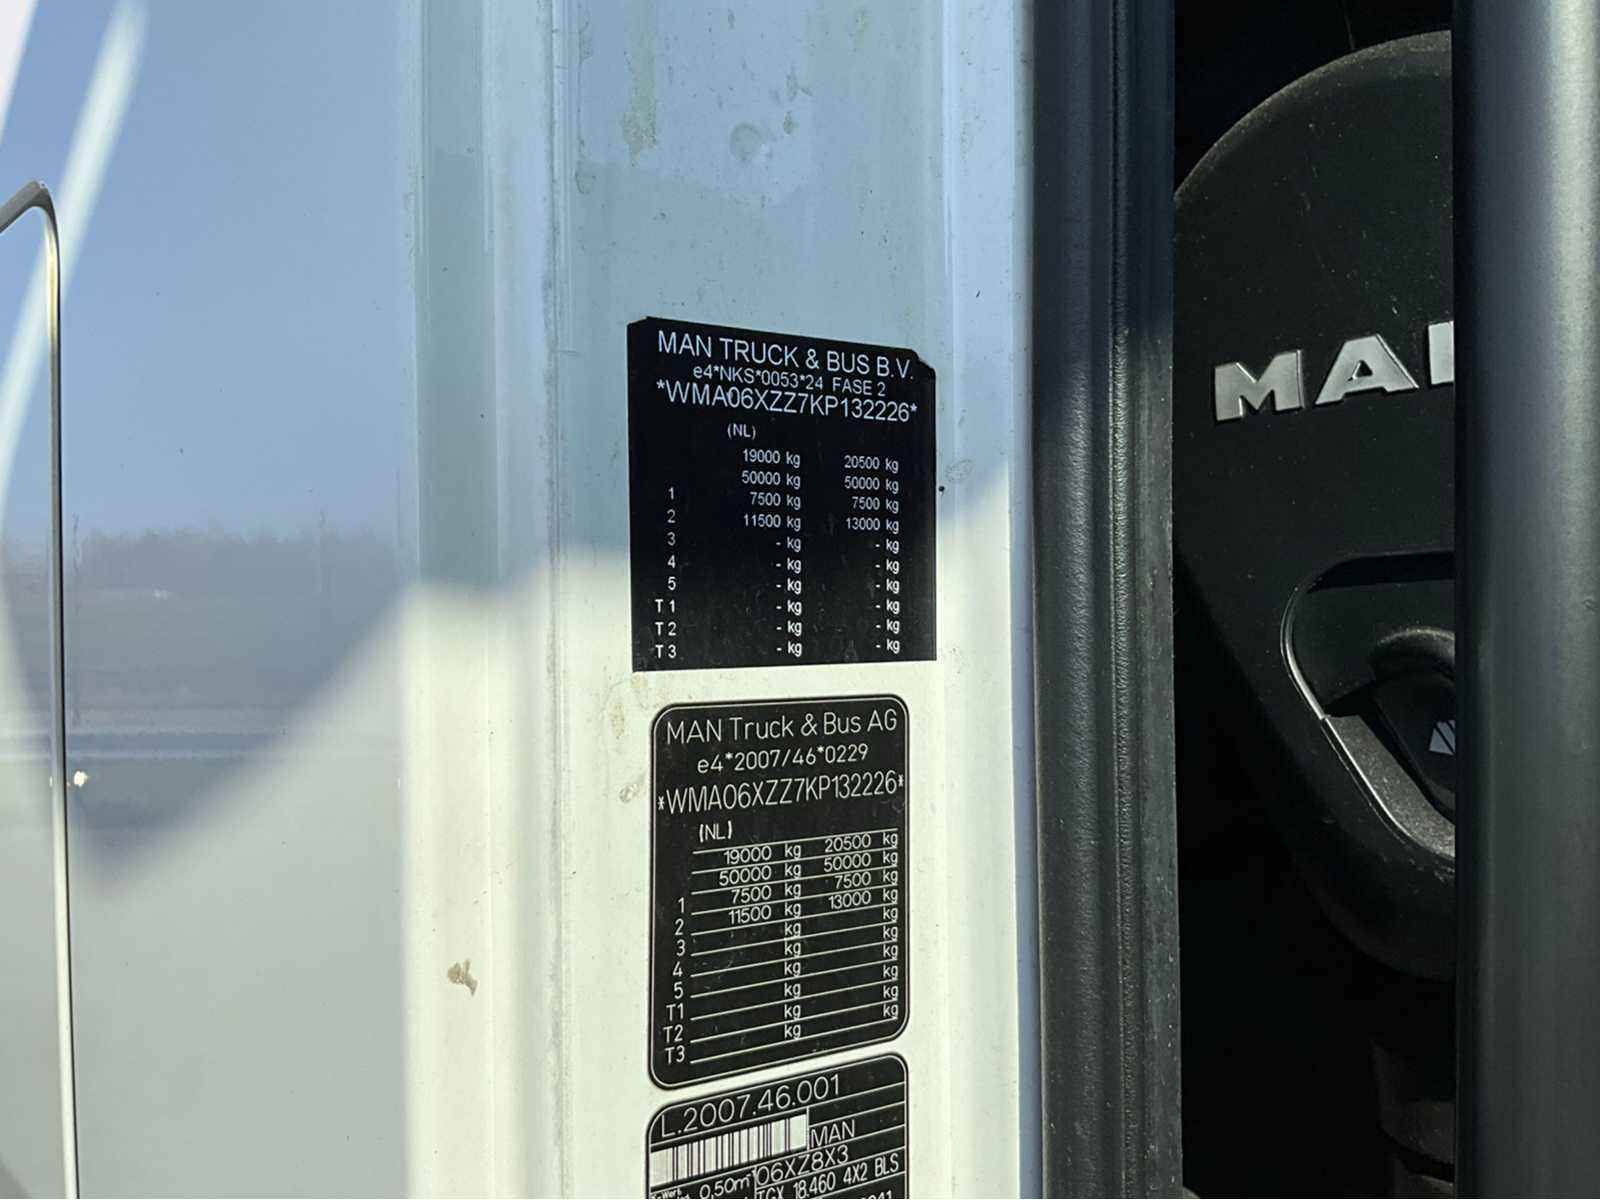 MAN TRUCK & BUS B.V.
e4*NKS*0053*24 FASE 2
*WMA06XZZ7KP132226*
(NL)
19000 kg 20500 kg
50000 kg 50000 kg
1 7500 kg 7500 kg
2 11500 kg 13000 kg
3 - kg - kg
4 - kg - kg
5 - kg - kg
T1 - kg - kg
T2 - kg - kg
T3 - kg - kg
MAN Truck & Bus AG
e4*2007/46*0229
*WMA06XZZ7KP132226*
(NL)
19000 kg 20500 kg
50000 kg 50000 kg
1 7500 kg 7500 kg
2 11500 kg 13000 kg
3 kg kg
4 kg kg
5 kg kg
T1 kg kg
T2 kg kg
T3 kg kg
L.2007.46.001
MAN
06XZ8X3
0,50m⁻¹ TGX 18.460 4X2 BLS
MA